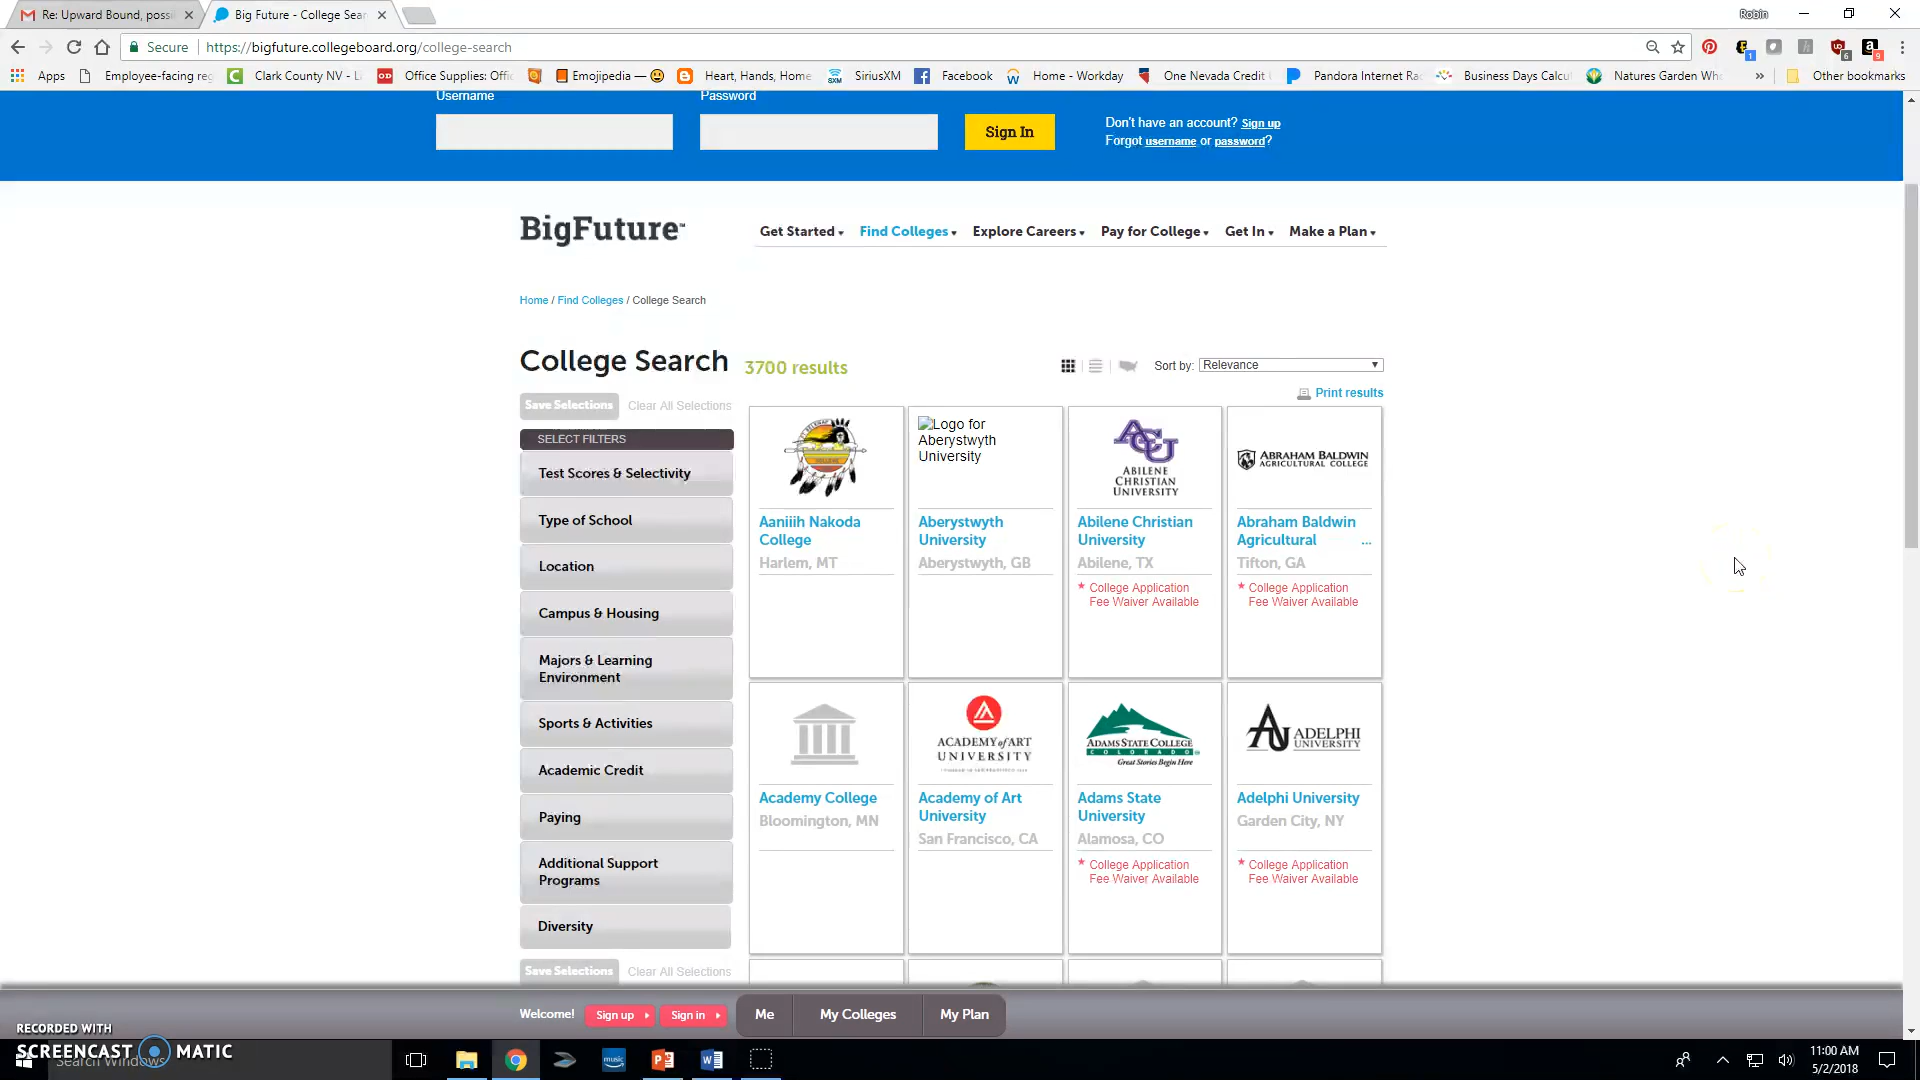 Re: Upward Bound, possi
Big Future - College Sear
Robin
Secure
https://bigfuture.collegeboard.org/college-search
Apps
Employee-facing reg
Clark County NV - L
Office Supplies: Offic
Emojipedia —
Heart, Hands, Home
SiriusXM
Facebook
Home - Workday
One Nevada Credit
Pandora Internet Ra
Business Days Calcu
Natures Garden Wh
»
Other bookmarks
Username
Password
Sign In
Don't have an account? Sign up
Forgot username or password?
BigFuture™
Get Started
Find Colleges
Explore Careers
Pay for College
Get In
Make a Plan
Home / Find Colleges / College Search
College Search
3700 results
Sort by: Relevance
Print results
Save Selections
Clear All Selections
SELECT FILTERS
Test Scores & Selectivity
Type of School
Location
Campus & Housing
Majors & Learning
Environment
Sports & Activities
Academic Credit
Paying
Additional Support
Programs
Diversity
Save Selections
Clear All Selections
Aaniiih Nakoda
College
Harlem, MT
Logo for
Aberystwyth
University
Aberystwyth
University
Aberystwyth, GB
ACU
ABILENE
CHRISTIAN
UNIVERSITY
Abilene Christian
University
Abilene, TX
* College Application
Fee Waiver Available
ABRAHAM BALDWIN
AGRICULTURAL COLLEGE
Abraham Baldwin
Agricultural ...
Tifton, GA
* College Application
Fee Waiver Available
Academy College
Bloomington, MN
ACADEMY of ART
UNIVERSITY
Academy of Art
University
San Francisco, CA
ADAMS STATE COLLEGE
COLORADO
Great Stories Begin Here
Adams State
University
Alamosa, CO
* College Application
Fee Waiver Available
ADELPHI
UNIVERSITY
Adelphi University
Garden City, NY
* College Application
Fee Waiver Available
Welcome!
Sign up
Sign in
Me
My Colleges
My Plan
RECORDED WITH
SCREENCAST MATIC
Search Windows
music
11:00 AM
5/2/2018